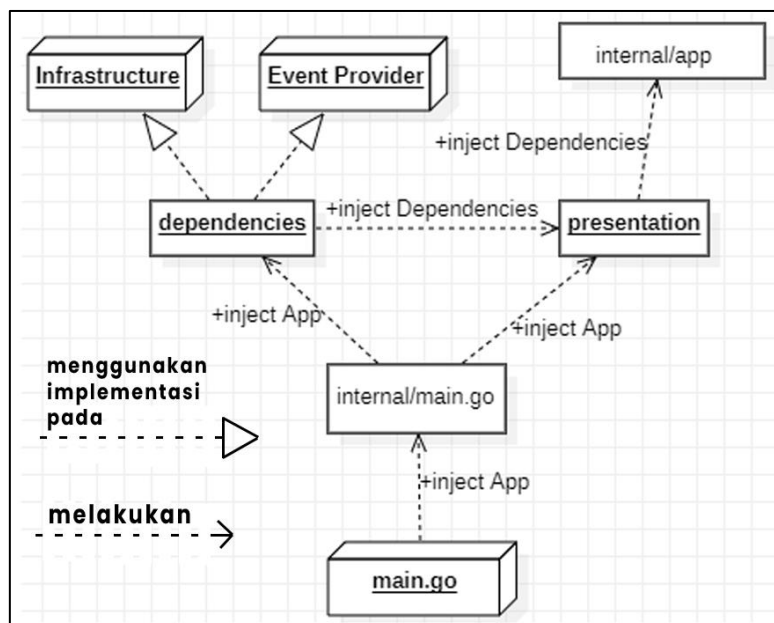 Infrastructure
Event Provider
internal/app
+inject Dependencies
dependencies
+inject Dependencies
presentation
+inject App
+inject App
menggunakan
implementasi
pada
internal/main.go
+inject App
melakukan
main.go